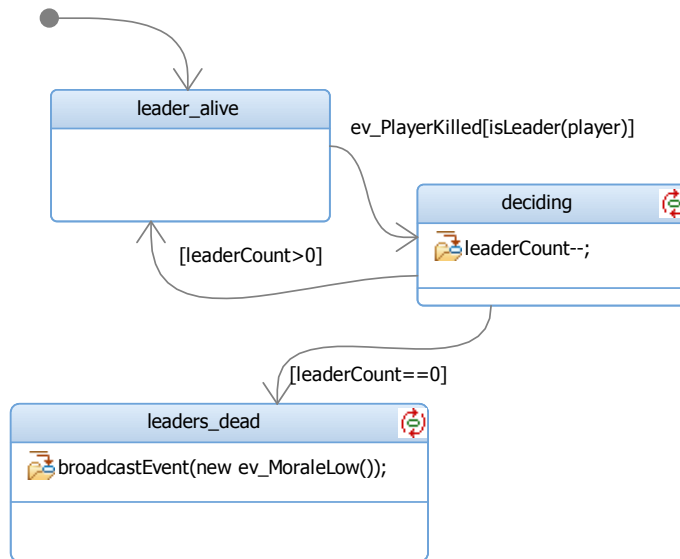 leader_alive
ev_PlayerKilled[isLeader(player)]
deciding
leaderCount--;
[leaderCount>0]
[leaderCount==0]
leaders_dead
broadcastEvent(new ev_MoraleLow());